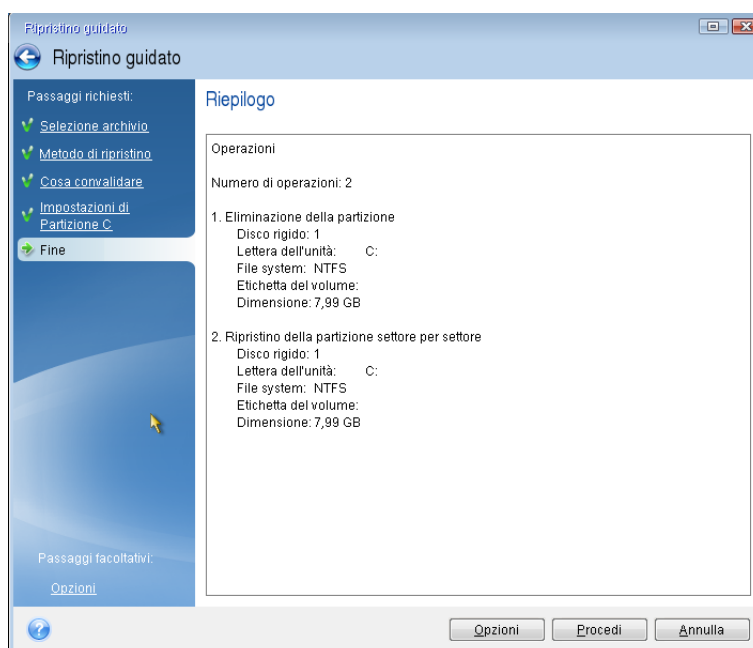 Ripristino guidato
Ripristino guidato
Passaggi richiesti:
Selezione archivio
Metodo di ripristino
Cosa convalidare
Impostazioni di
Partizione C
Fine
Passaggi facoltativi:
Opzioni
Riepilogo
Operazioni
Numero di operazioni: 2
1. Eliminazione della partizione
Disco rigido: 1
Lettera dell'unità: C:
File system: NTFS
Etichetta del volume:
Dimensione: 7,99 GB
2. Ripristino della partizione settore per settore
Disco rigido: 1
Lettera dell'unità: C:
File system: NTFS
Etichetta del volume:
Dimensione: 7,99 GB
?
Opzioni Procedi Annulla